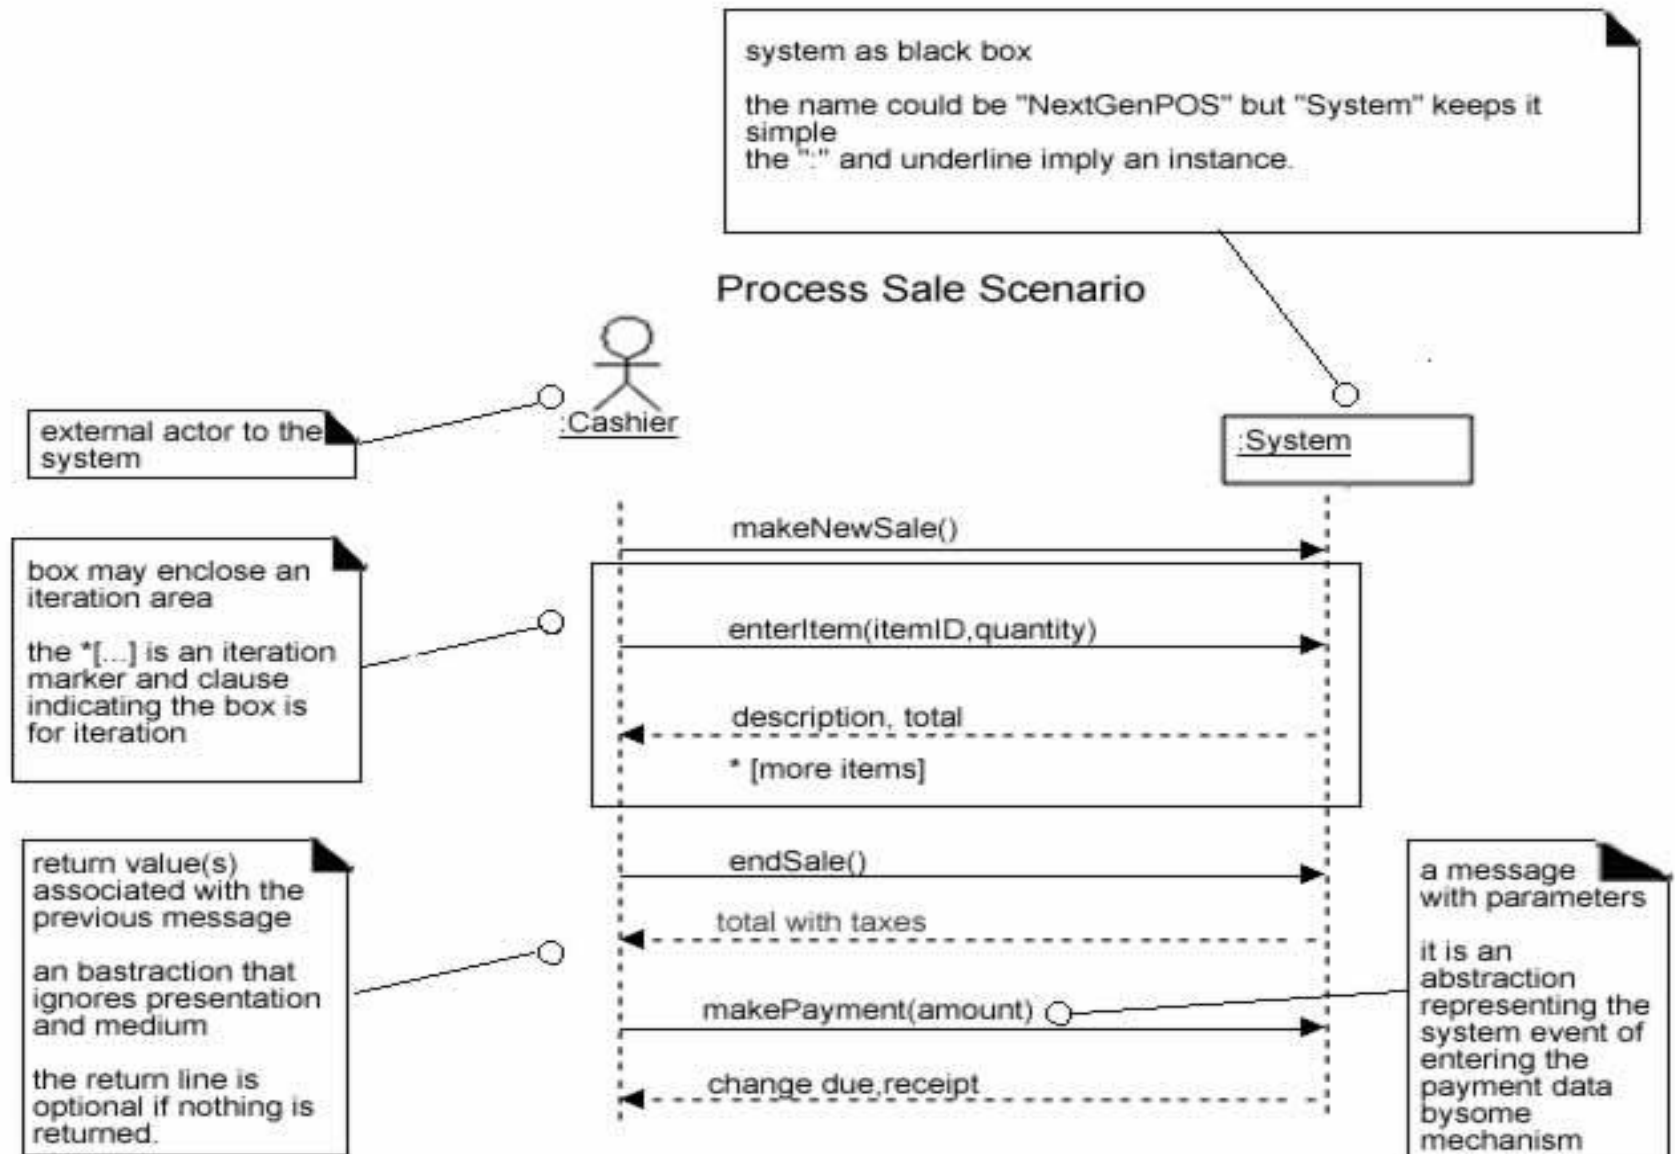 system as black box
the name could be "NextGenPOS" but "System" keeps it
simple
the ":" and underline imply an instance.
Process Sale Scenario
external actor to the
system
:Cashier
:System
makeNewSale()
box may enclose an
iteration area
the *[...] is an iteration
marker and clause
indicating the box is
for iteration
enterItem(itemID,quantity)
description, total
* [more items]
return value(s)
associated with the
previous message
an bastraction that
ignores presentation
and medium
the return line is
optional if nothing is
returned.
endSale()
total with taxes
makePayment(amount)
change due,receipt
a message
with parameters
it is an
abstraction
representing the
system event of
entering the
payment data
bysome
mechanism